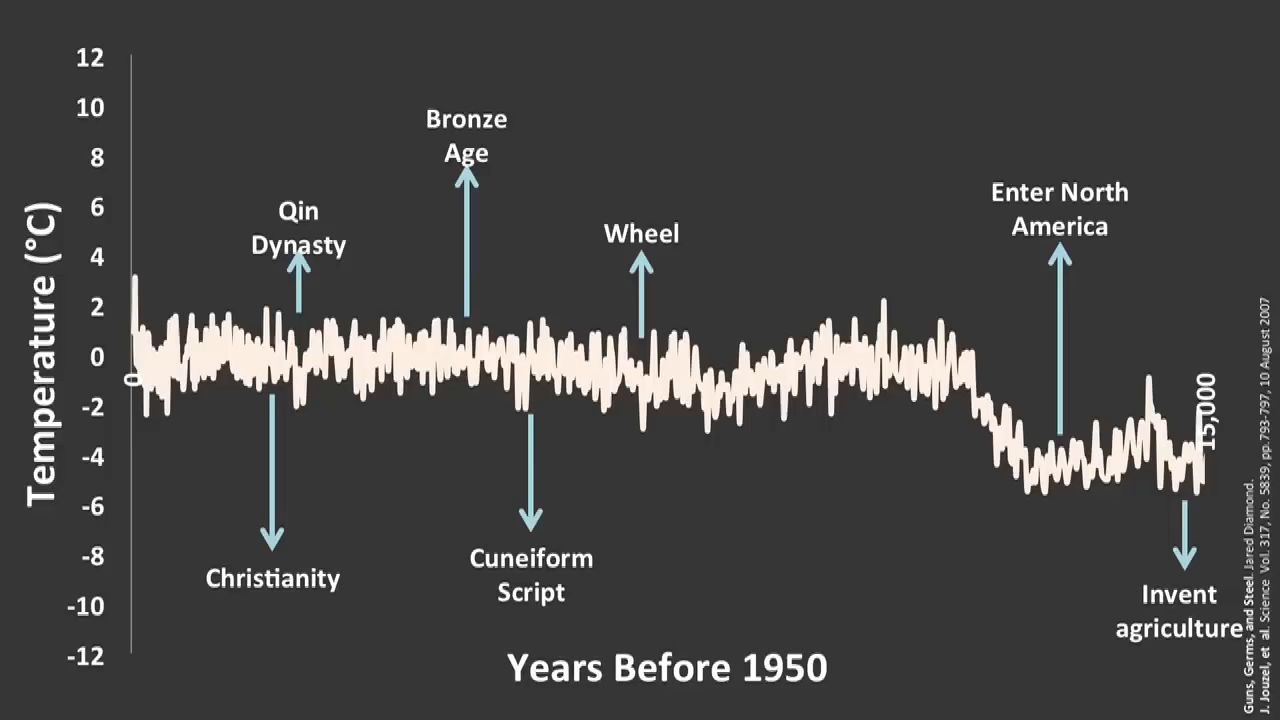 12
10
8
6
4
2
0
-2
-4
-6
-8
-10
-12
Temperature (°C)
Bronze
Age
Qin
Dynasty
Wheel
Enter North
America
0
15,000
Christianity
Cuneiform
Script
Invent
agriculture
Years Before 1950
Guns, Germs, and Steel. Jared Diamond.
J. Jouzel, et al. Science Vol. 317, No. 5839, pp.793-797, 10 August 2007